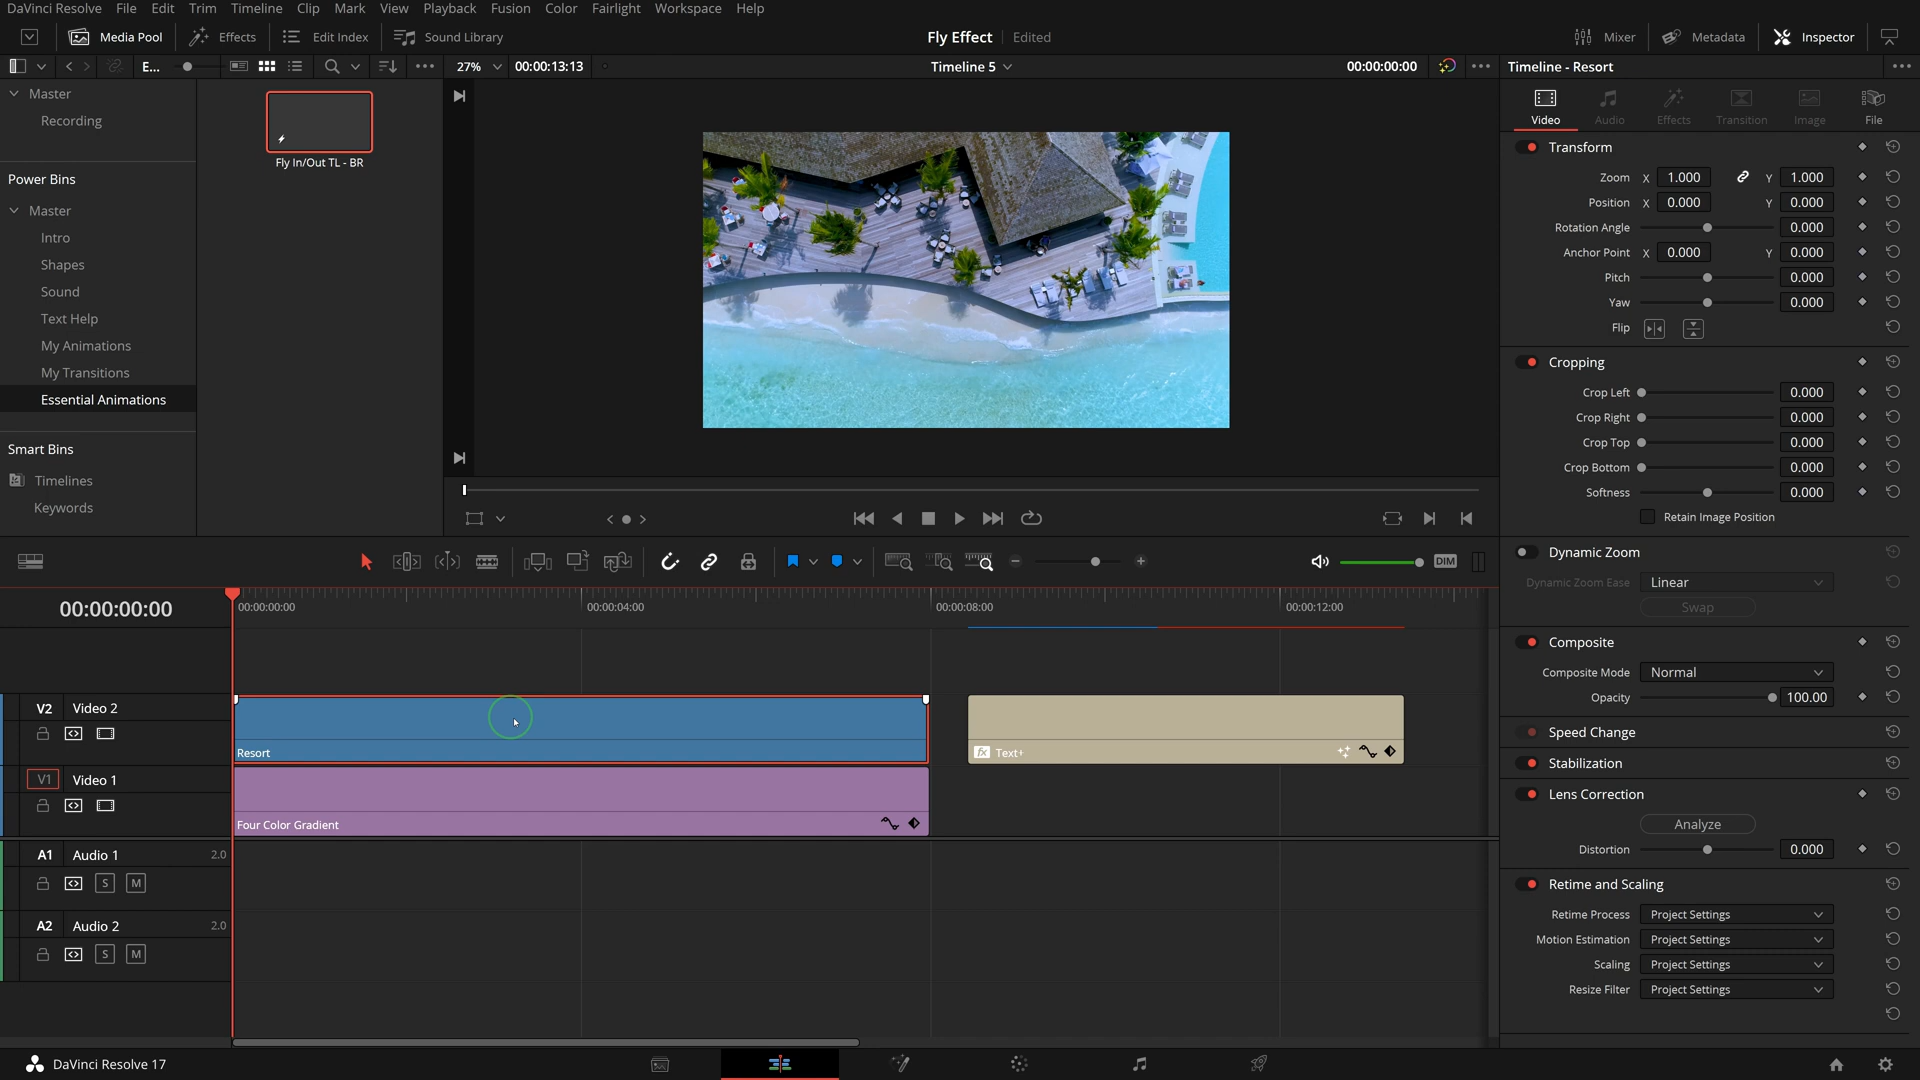 DaVinci Resolve File Edit Trim Timeline Clip Mark View Playback Fusion Color Fairlight Workspace Help
Media Pool Effects Edit Index Sound Library Fly Effect Edited Mixer Metadata Inspector
E... 27% 00:00:13:13 Timeline 5 00:00:00:00 Timeline - Resort
Master
Recording
Power Bins
Master
Intro
Shapes
Sound
Text Help
My Animations
My Transitions
Essential Animations
Smart Bins
Timelines
Keywords
Fly In/Out TL - BR
Video Audio Effects Transition Image File
Transform
Zoom X 1.000 Y 1.000
Position X 0.000 Y 0.000
Rotation Angle 0.000
Anchor Point X 0.000 Y 0.000
Pitch 0.000
Yaw 0.000
Flip
Cropping
Crop Left 0.000
Crop Right 0.000
Crop Top 0.000
Crop Bottom 0.000
Softness 0.000
Retain Image Position
Dynamic Zoom
Dynamic Zoom Ease Linear
Swap
Composite
Composite Mode Normal
Opacity 100.00
Speed Change
Stabilization
Lens Correction
Analyze
Distortion 0.000
Retime and Scaling
Retime Process Project Settings
Motion Estimation Project Settings
Scaling Project Settings
Resize Filter Project Settings
DIM
00:00:00:00 00:00:00:00 00:00:04:00 00:00:08:00 00:00:12:00
V2 Video 2
Resort
fx Text+
V1 Video 1
Four Color Gradient
A1 Audio 1 2.0
S M
A2 Audio 2 2.0
S M
DaVinci Resolve 17